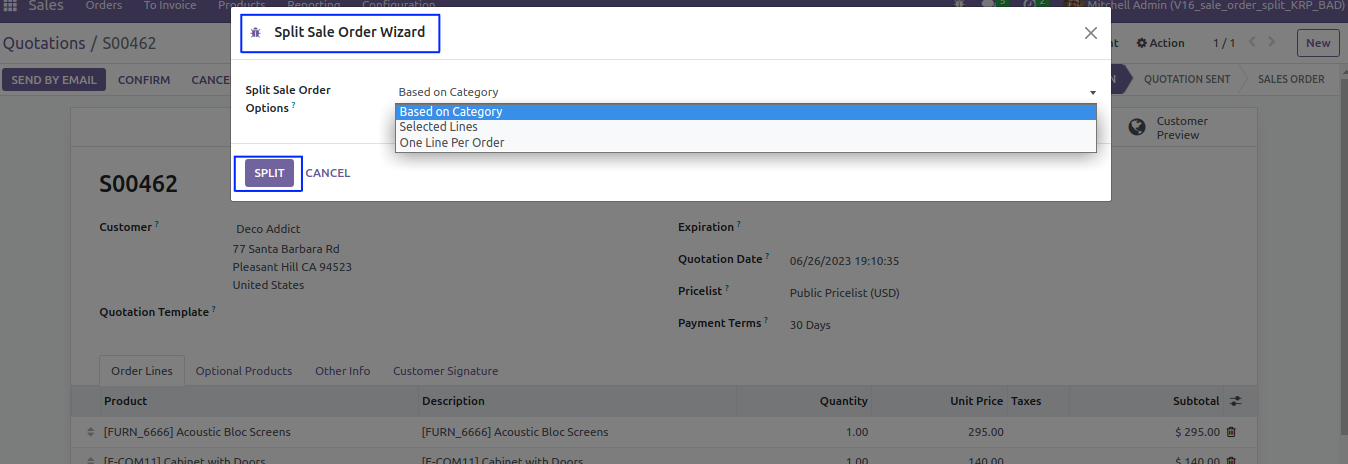 Sales Orders To Invoice Products Reporting Configuration 5 2 Mitchell Admin (V16_sale_order_split_KRP_BAD)
Split Sale Order Wizard
Quotations / S00462
Action 1 / 1 New
SEND BY EMAIL CONFIRM CANCE
QUOTATION SENT SALES ORDER
Split Sale Order
Options ?
Based on Category
Based on Category
Selected Lines
One Line Per Order
Customer
Preview
SPLIT CANCEL
S00462
Customer ?
Deco Addict
77 Santa Barbara Rd
Pleasant Hill CA 94523
United States
Quotation Template ?
Expiration ?
Quotation Date ? 06/26/2023 19:10:35
Pricelist ? Public Pricelist (USD)
Payment Terms ? 30 Days
Order Lines Optional Products Other Info Customer Signature
Product Description Quantity Unit Price Taxes Subtotal
[FURN_6666] Acoustic Bloc Screens [FURN_6666] Acoustic Bloc Screens 1.00 295.00 $ 295.00
[E-COM11] Cabinet with Doors [E-COM11] Cabinet with Doors 1.00 140.00 $ 140.00